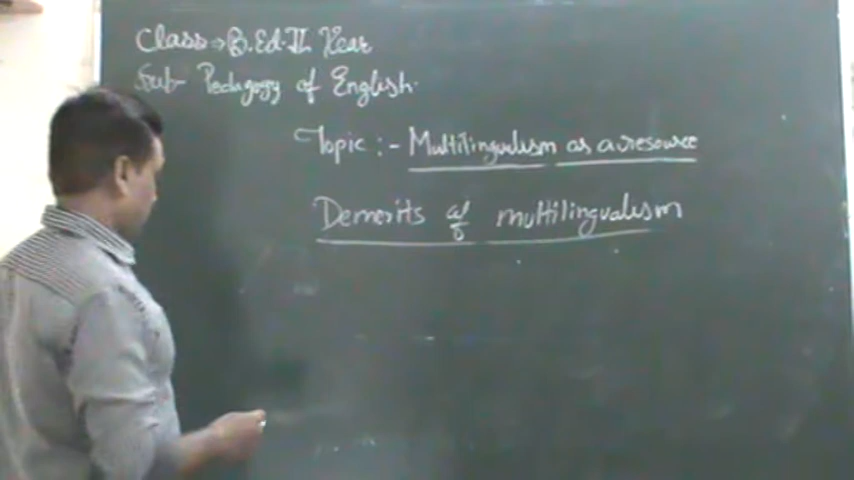 Class → B.Ed. II Year
Sub- Pedagogy of English.
Topic :- Multilingualism as a resource
Demerits of multilingualism